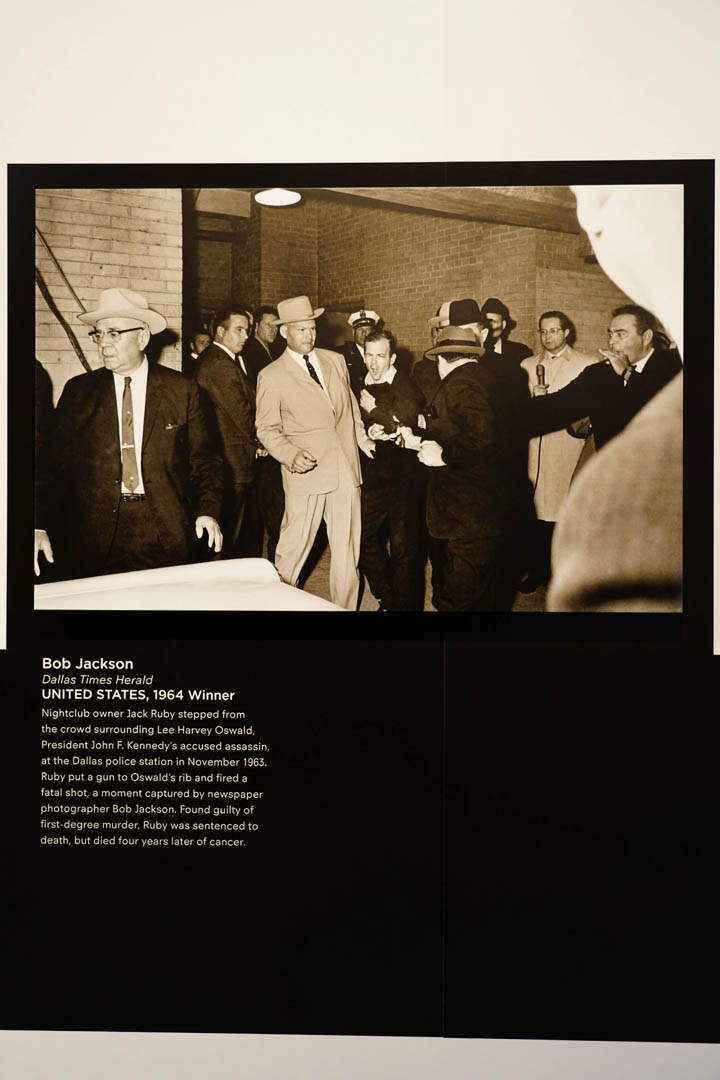 Bob Jackson
Dallas Times Herald
UNITED STATES, 1964 Winner
Nightclub owner Jack Ruby stepped from
the crowd surrounding Lee Harvey Oswald,
President John F. Kennedy's accused assassin,
at the Dallas police station in November 1963.
Ruby put a gun to Oswald's rib and fired a
fatal shot, a moment captured by newspaper
photographer Bob Jackson. Found guilty of
first-degree murder, Ruby was sentenced to
death, but died four years later of cancer.